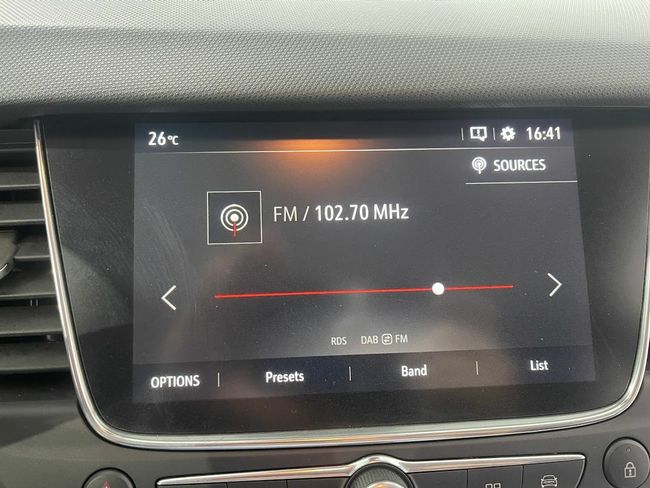 26°C 16:41
SOURCES
FM / 102.70 MHz
RDS DAB FM
OPTIONS Presets Band List